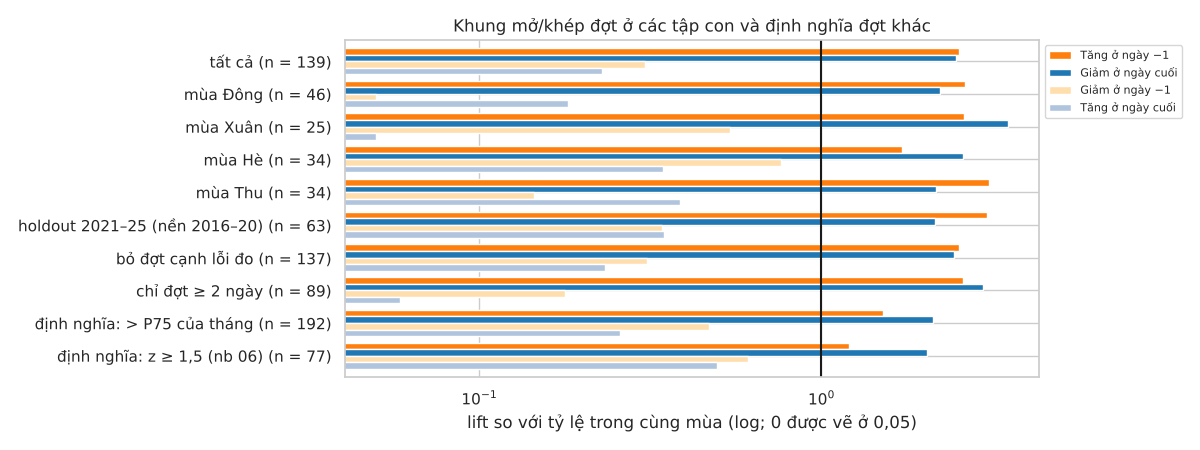 Khung mở/khép đợt ở các tập con và định nghĩa đợt khác
tất cả (n = 139)
mùa Đông (n = 46)
mùa Xuân (n = 25)
mùa Hè (n = 34)
mùa Thu (n = 34)
holdout 2021–25 (nền 2016–20) (n = 63)
bỏ đợt cạnh lỗi đo (n = 137)
chỉ đợt ≥ 2 ngày (n = 89)
định nghĩa: > P75 của tháng (n = 192)
định nghĩa: z ≥ 1,5 (nb 06) (n = 77)
Tăng ở ngày −1
Giảm ở ngày cuối
Giảm ở ngày −1
Tăng ở ngày cuối
10⁻¹ 10⁰
lift so với tỷ lệ trong cùng mùa (log; 0 được vẽ ở 0,05)